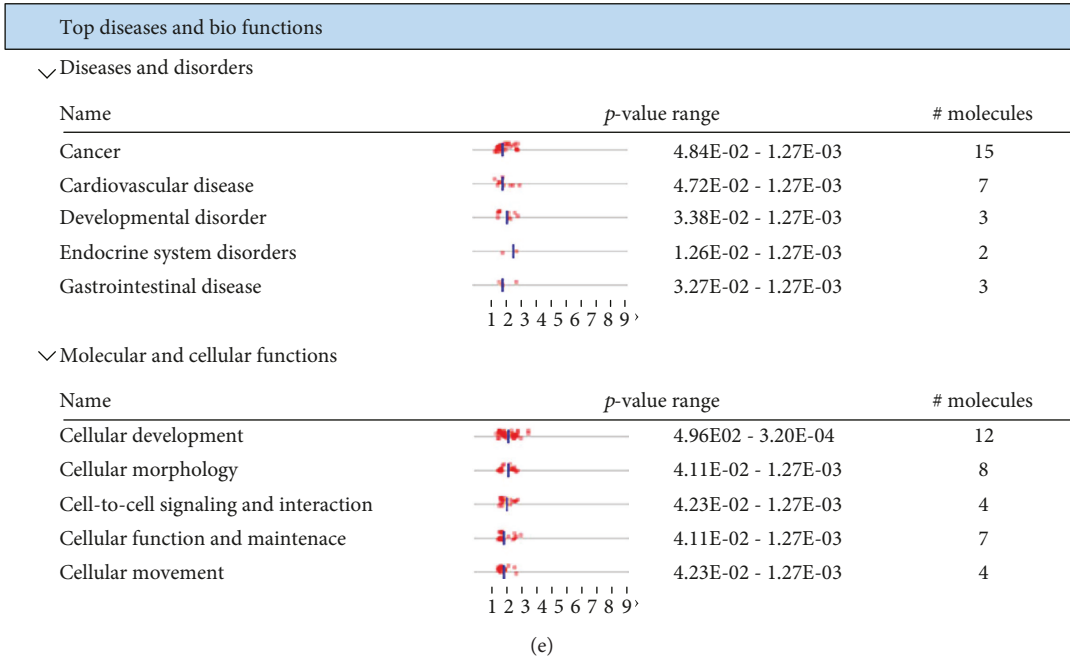 Top diseases and bio functions
Diseases and disorders
Name p-value range # molecules
Cancer 4.84E-02 - 1.27E-03 15
Cardiovascular disease 4.72E-02 - 1.27E-03 7
Developmental disorder 3.38E-02 - 1.27E-03 3
Endocrine system disorders 1.26E-02 - 1.27E-03 2
Gastrointestinal disease 3.27E-02 - 1.27E-03 3
1 2 3 4 5 6 7 8 9
Molecular and cellular functions
Name p-value range # molecules
Cellular development 4.96E02 - 3.20E-04 12
Cellular morphology 4.11E-02 - 1.27E-03 8
Cell-to-cell signaling and interaction 4.23E-02 - 1.27E-03 4
Cellular function and maintenace 4.11E-02 - 1.27E-03 7
Cellular movement 4.23E-02 - 1.27E-03 4
1 2 3 4 5 6 7 8 9
(e)